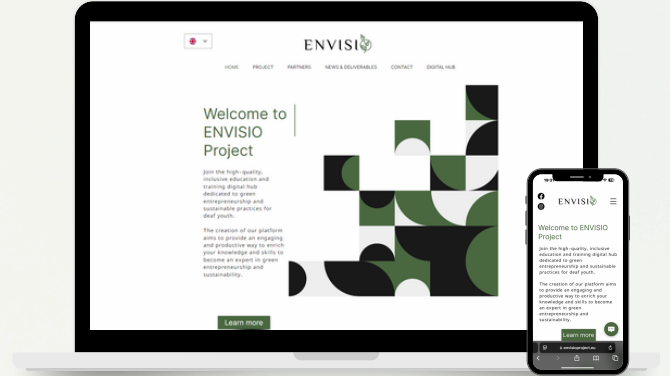 ENVISIO
HOME PROJECT PARTNERS NEWS & DELIVERABLES CONTACT DIGITAL HUB
Welcome to
ENVISIO
Project
Join the high-quality,
inclusive education and
training digital hub
dedicated to green
entrepreneurship and
sustainable practices for
deaf youth.
The creation of our platform
aims to provide an engaging
and productive way to enrich
your knowledge and skills to
become an expert in green
entrepreneurship and
sustainability.
Learn more
ENVISIO
Welcome to ENVISIO
Project
Join the high-quality, inclusive
education and training digital hub
dedicated to green
entrepreneurship and sustainable
practices for deaf youth.
The creation of our platform aims
to provide an engaging and
productive way to enrich your
knowledge and skills to become an
expert in green
entrepreneurship and
sustainability.
Learn more
envisioproject.eu